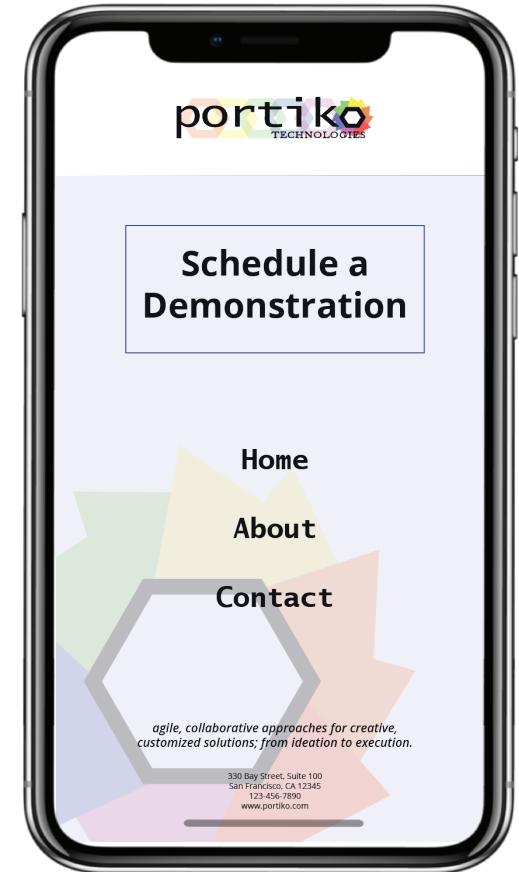 portiko
TECHNOLOGIES
Schedule a
Demonstration
Home
About
Contact
agile, collaborative approaches for creative,
customized solutions; from ideation to execution.
330 Bay Street, Suite 100
San Francisco, CA 12345
123-456-7890
www.portiko.com